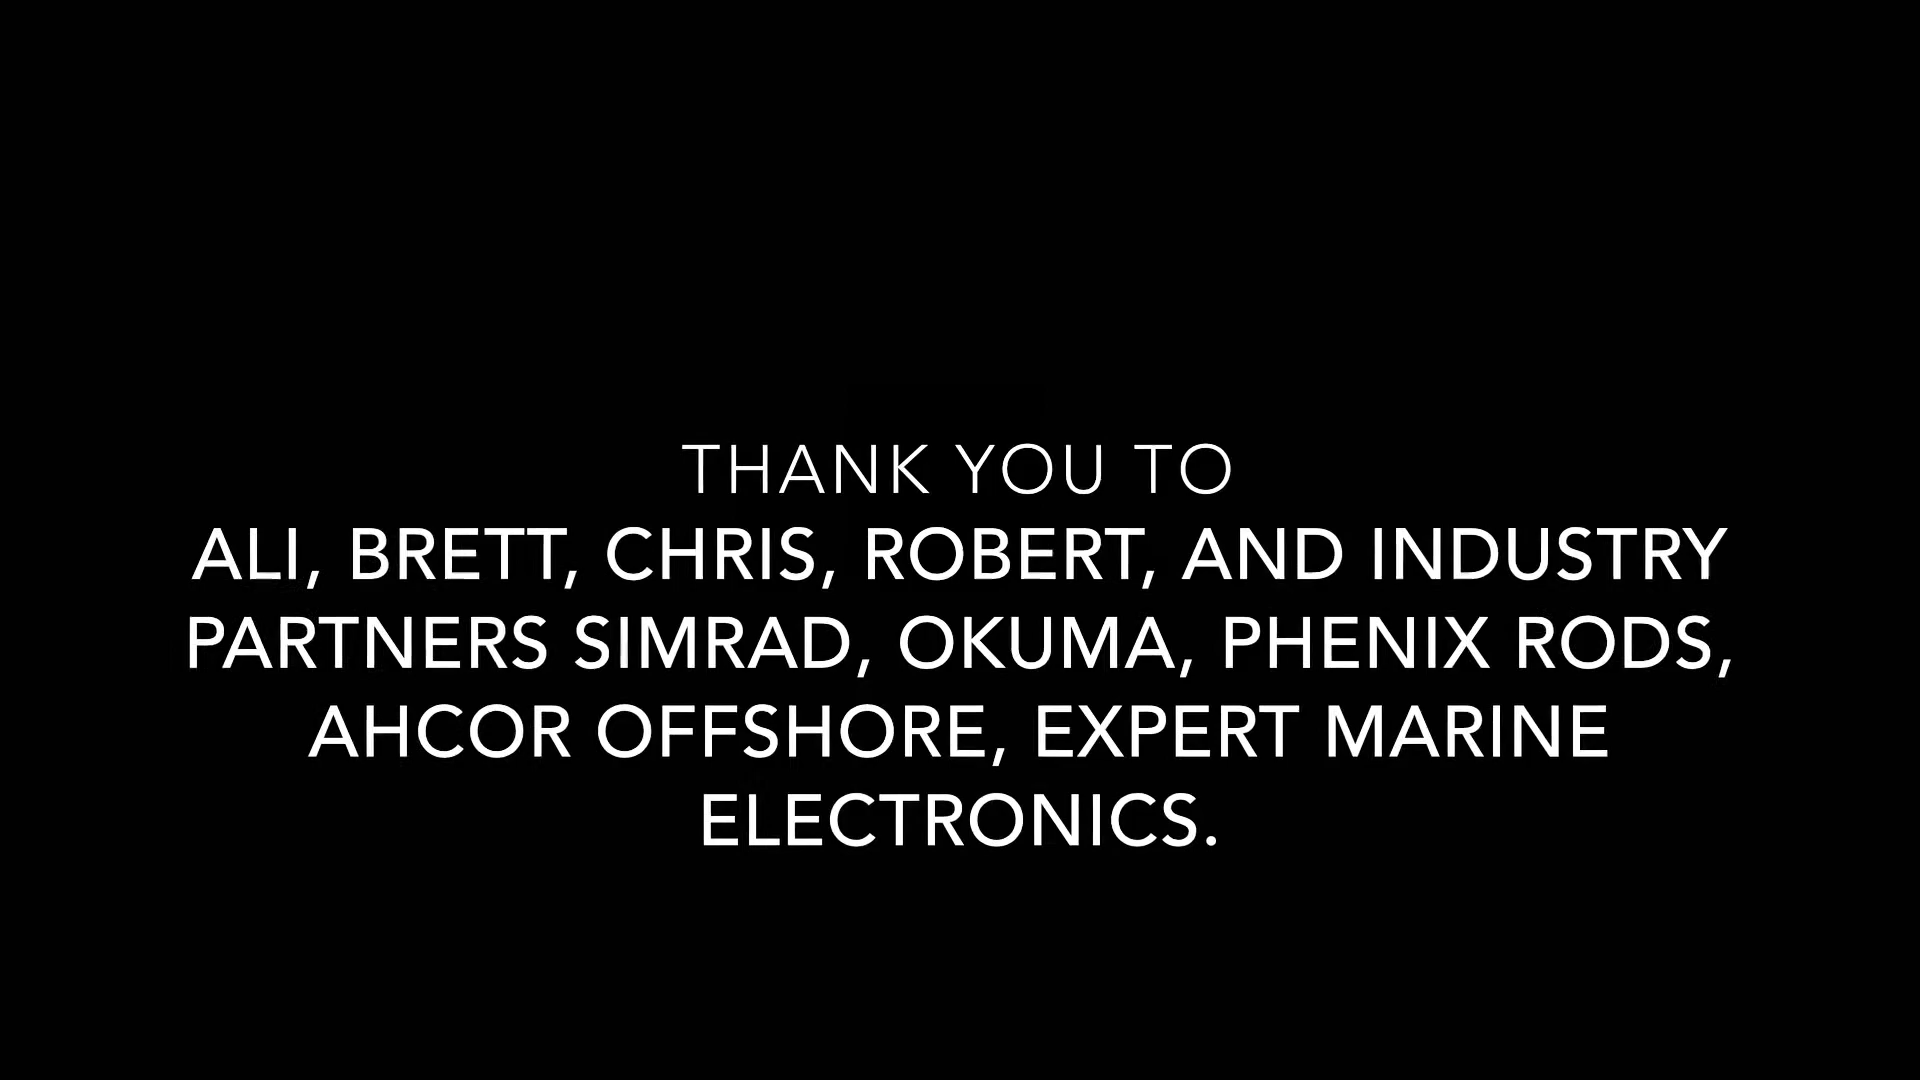 THANK YOU TO
ALI, BRETT, CHRIS, ROBERT, AND INDUSTRY
PARTNERS SIMRAD, OKUMA, PHENIX RODS,
AHCOR OFFSHORE, EXPERT MARINE
ELECTRONICS.